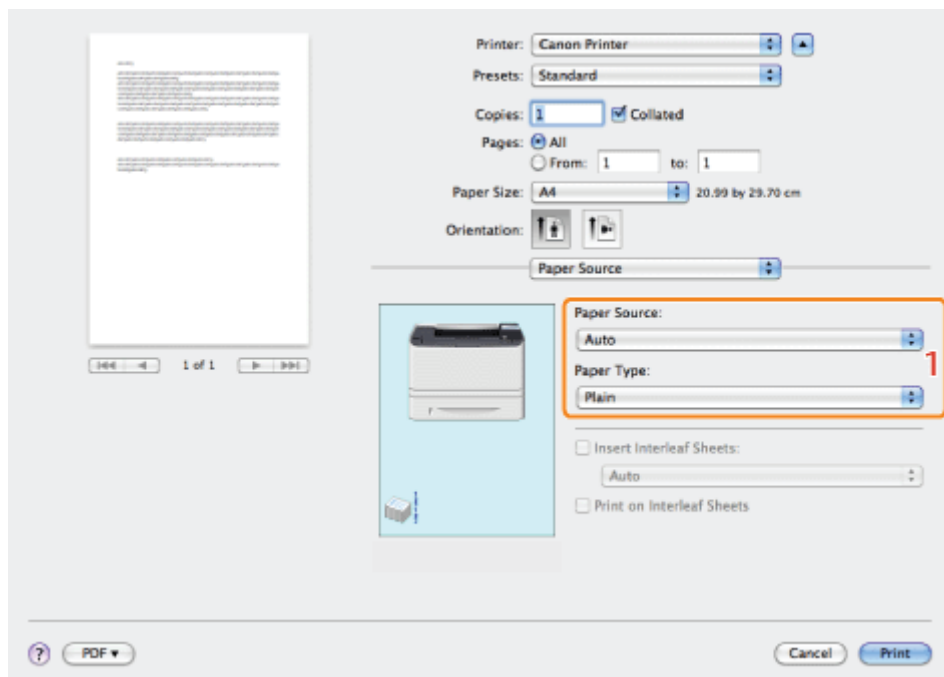 Printer: Canon Printer
Presets: Standard
Copies: 1 Collated
Pages: All
From: 1 to: 1
Paper Size: A4 20.99 by 29.70 cm
Orientation:
Paper Source
Paper Source:
Auto
1
Paper Type:
Plain
Insert Interleaf Sheets:
Auto
Print on Interleaf Sheets
1 of 1
? PDF Cancel Print